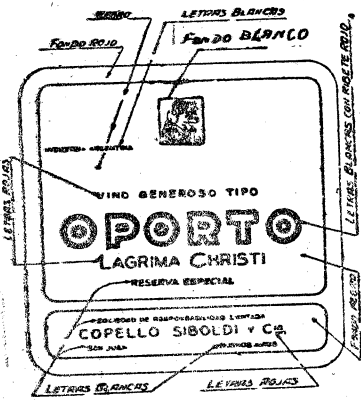 NEGRO
LETRAS BLANCAS
FONDO ROJO
FONDO BLANCO
INDUSTRIA ARGENTINA
LETRAS ROJAS
LETRAS BLANCAS CON RIBETE ROJO
VINO GENEROSO TIPO
OPORTO
LAGRIMA CHRISTI
RESERVA ESPECIAL
FONDO NEGRO
SOCIEDAD DE RESPONSABILIDAD LIMITADA
COPELLO SIBOLDI Y Cia.
SAN JUAN
BUENOS AIRES
LETRAS BLANCAS
LETRAS ROJAS